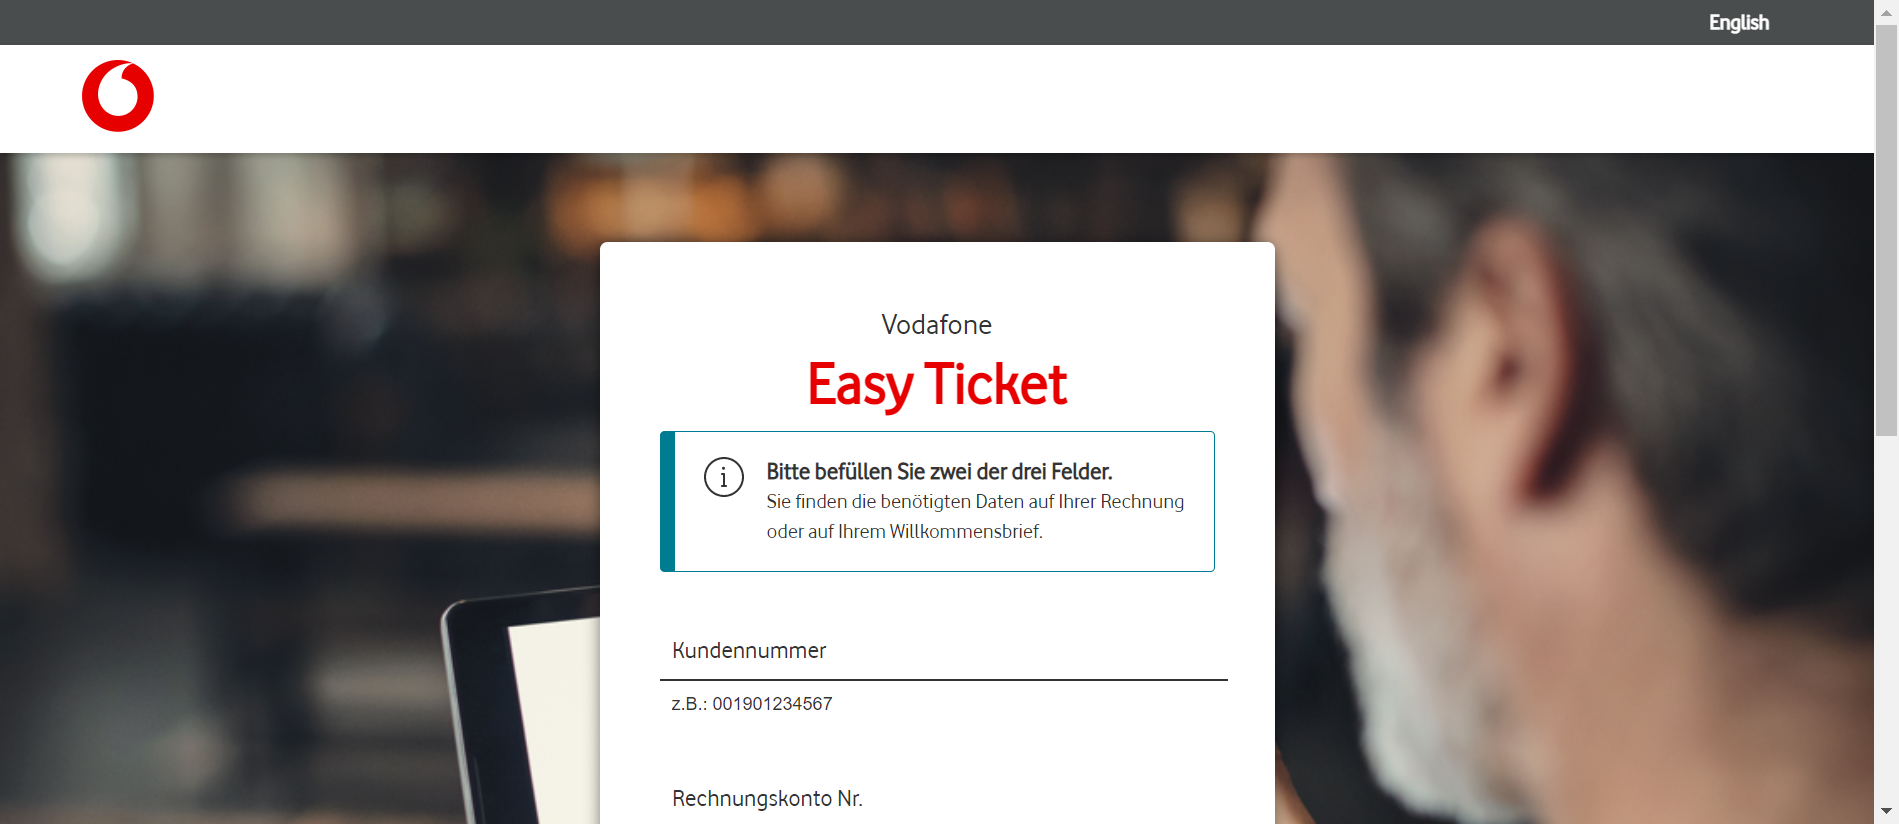 English
Vodafone
Easy Ticket
Bitte befüllen Sie zwei der drei Felder.
Sie finden die benötigten Daten auf Ihrer Rechnung
oder auf Ihrem Willkommensbrief.
Kundennummer
z.B.: 001901234567
Rechnungskonto Nr.